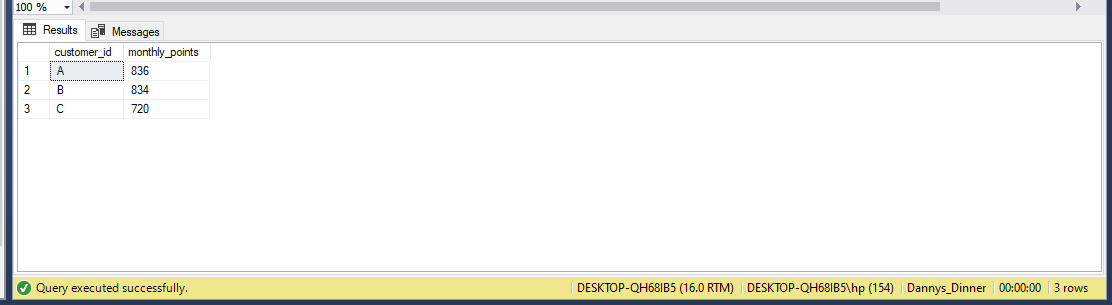 100 %
Results Messages
customer_id monthly_points
1 A 836
2 B 834
3 C 720
Query executed successfully. DESKTOP-QH68IB5 (16.0 RTM) DESKTOP-QH68IB5\hp (154) Dannys_Dinner 00:00:00 3 rows